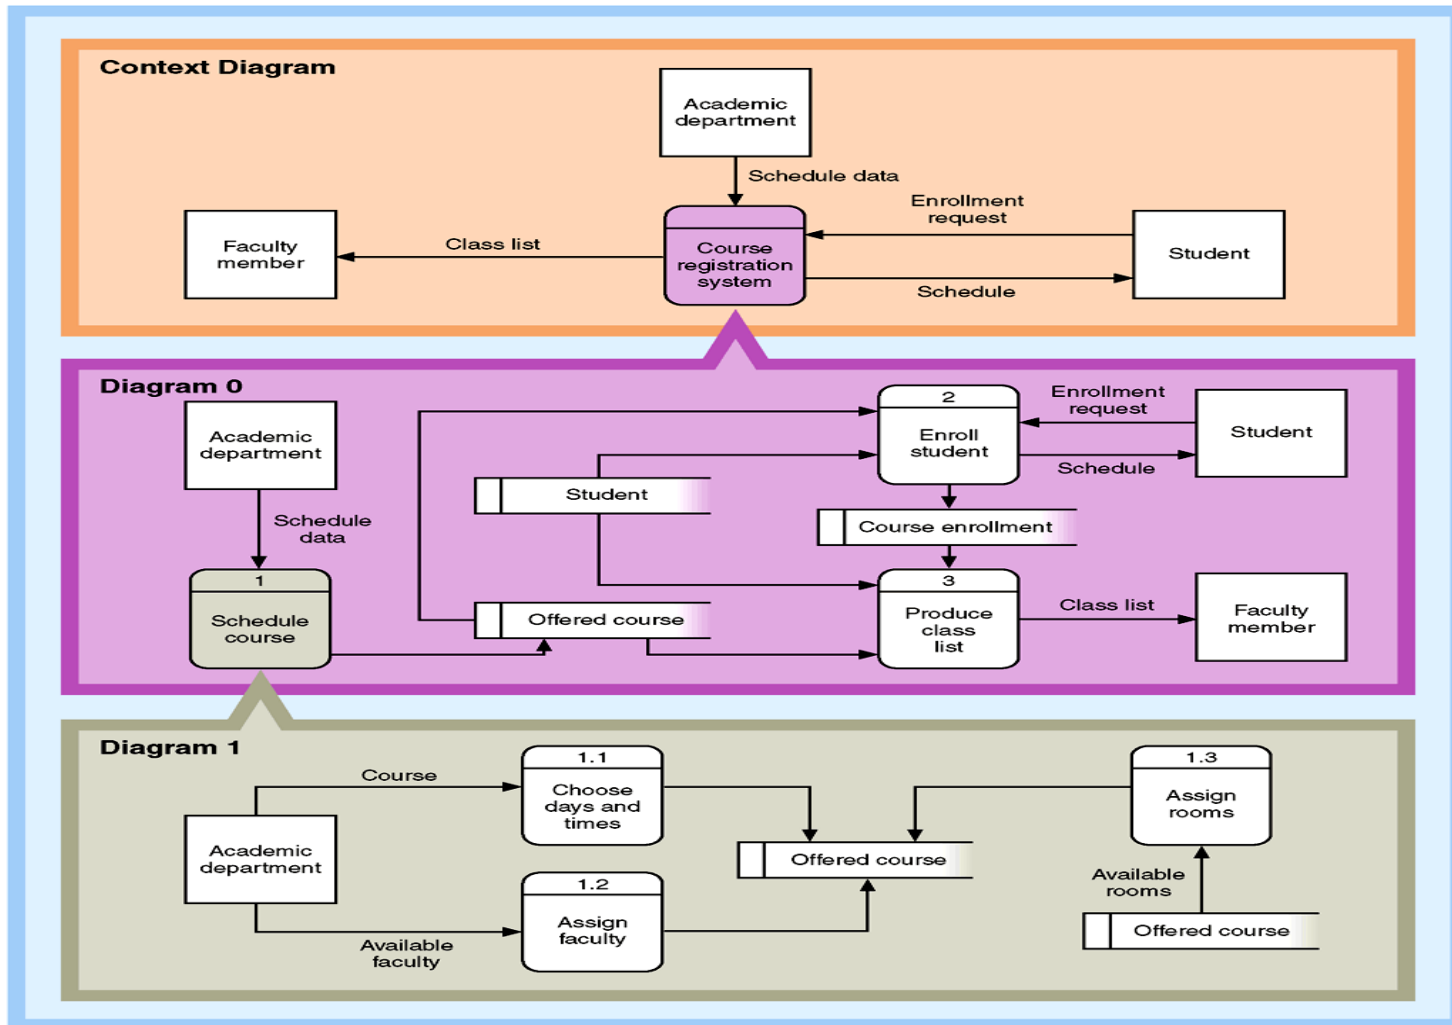 Context Diagram
Academic
department
Schedule data
Enrollment
request
Faculty
member
Class list
Course
registration
system
Student
Schedule
Diagram 0
Academic
department
2
Enroll
student
Enrollment
request
Student
Schedule
Student
Schedule
data
Course enrollment
1
Schedule
course
Offered course
3
Produce
class
list
Class list
Faculty
member
Diagram 1
Course
1.1
Choose
days and
times
1.3
Assign
rooms
Academic
department
Offered course
1.2
Assign
faculty
Available
rooms
Available
faculty
Offered course